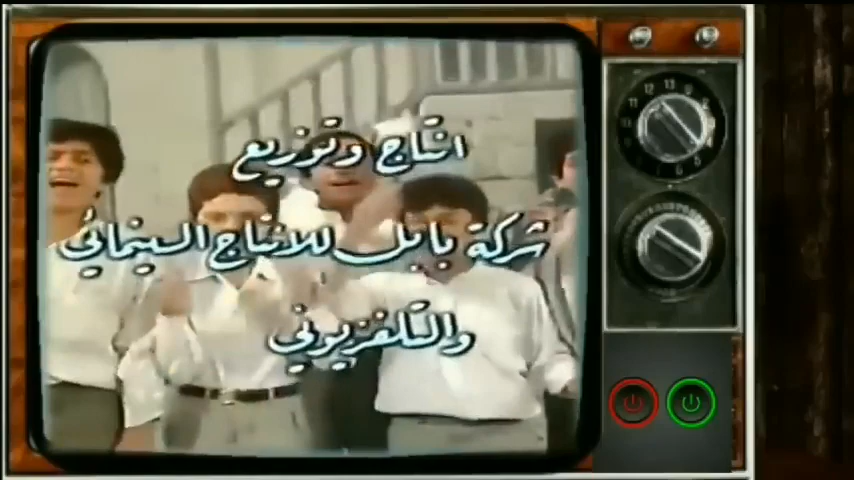 انتاج وتوزيع
شركة بابل للانتاج السينمائي
والتلفزيوني